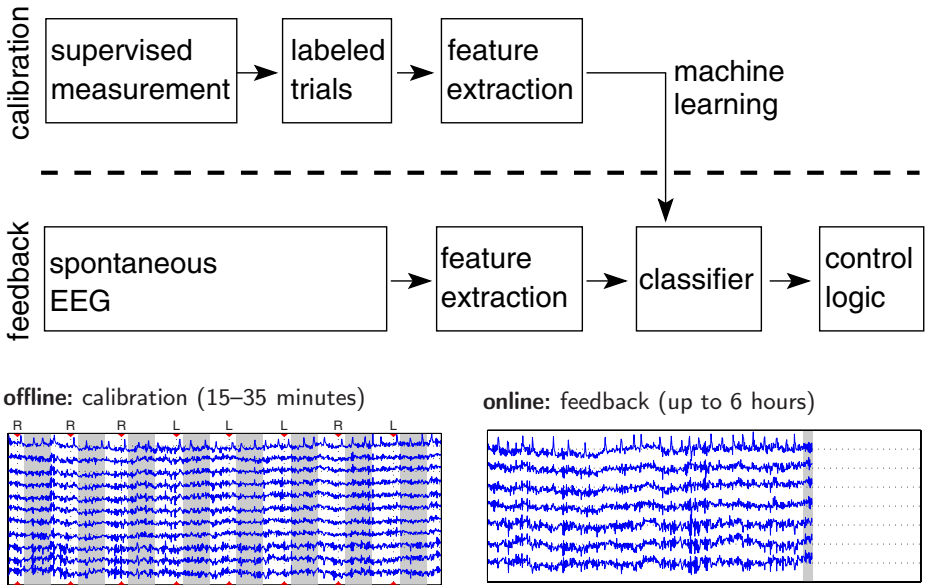 calibration
supervised
measurement
labeled
trials
feature
extraction
machine
learning
feedback
spontaneous
EEG
feature
extraction
classifier
control
logic
offline: calibration (15–35 minutes)
R R R L L L R L
online: feedback (up to 6 hours)